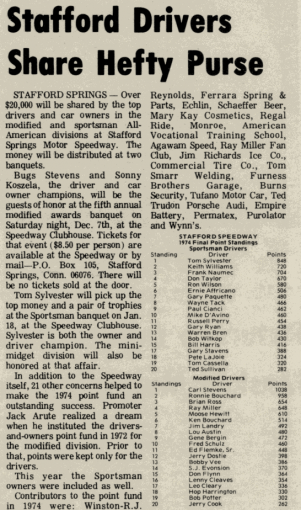 Stafford Drivers
Share Hefty Purse
STAFFORD SPRINGS — Over
$20,000 will be shared by the top
drivers and car owners in the
modified and sportsman All-
American divisions at Stafford
Springs Motor Speedway. The
money will be distributed at two
banquets.
Bugs Stevens and Sonny
Koszela, the driver and car
owner champions, will be the
guests of honor at the fifth annual
modified awards banquet on
Saturday night, Dec. 7th, at the
Speedway Clubhouse. Tickets for
that event ($8.50 per person) are
available at the Speedway or by
mail—P.O. Box 105, Stafford
Springs, Conn. 06076. There will
be no tickets sold at the door.
Tom Sylvester will pick up the
top money and a pair of trophies
at the Sportsman banquet on Jan.
18, at the Speedway Clubhouse.
Sylvester is both the owner and
driver champion. The mini-
midget division will also be
honored at that affair.
In addition to the Speedway
itself, 21 other concerns helped to
make the 1974 point fund an
outstanding success. Promoter
Jack Arute realized a dream
when he instituted the drivers-
and-owners point fund in 1972 for
the modified division. Prior to
that, points were kept only for the
drivers.
This year the Sportsman
owners were included as well.
Contributors to the point fund
in 1974 were: Winston-R.J.
Reynolds, Ferrara Spring &
Parts, Echlin, Schaeffer Beer,
Mary Kay Cosmetics, Regal
Ride, Monroe, American
Vocational Training School,
Agawam Speed, Ray Miller Fan
Club, Jim Richards Ice Co.,
Commercial Tire Co., Tom
Smarr Welding, Furness
Brothers Garage, Burns
Security, Tufano Motor Car, Ted
Trudon Porsche Audi, Empire
Battery, Permatex, Purolator
and Wynn's.
STAFFORD SPEEDWAY
1974 Final Point Standings
Sportsman Drivers
Standing Driver Points
1 Tom Sylvester 848
2 Keith Williams 720
3 Frank Naumec 704
4 Don Taylor 670
5 Ron Wilson 580
6 Ernie Affricano 506
7 Gary Paquette 480
8 Wayne Tack 466
9 Paul Cianci 462
10 Mike D'Avino 460
11 Russell Perry 454
12 Gary Ryan 438
13 Warren Bren 436
14 Bob Witkop 430
15 Bill Harris 416
17 Gary Slavers 388
18 Pete LaJoie 324
19 Tom Cassella 290
20 Ted Sullivan 282
Modified Drivers
Standings Driver Points
1 Carl Stevens 1038
2 Ronnie Bouchard 958
3 Brian Ross 654
4 Ray Miller 648
5 Moose Hewitt 610
6 Ken Bouchard 514
7 Jim Landry 492
8 Lou Austin 480
9 Gene Bergin 472
10 Fred Schulz 460
11 Ed Flemke, Sr. 448
12 Jerry Dostie 398
13 Bobby Vee 386
14 S.J. Evonsion 370
15 Don Flynn 364
16 Lenny Cleaves 354
17 Leo Cleary 336
18 Hop Harrington 330
19 Bob Potter 302
20 Jerry Cook 262